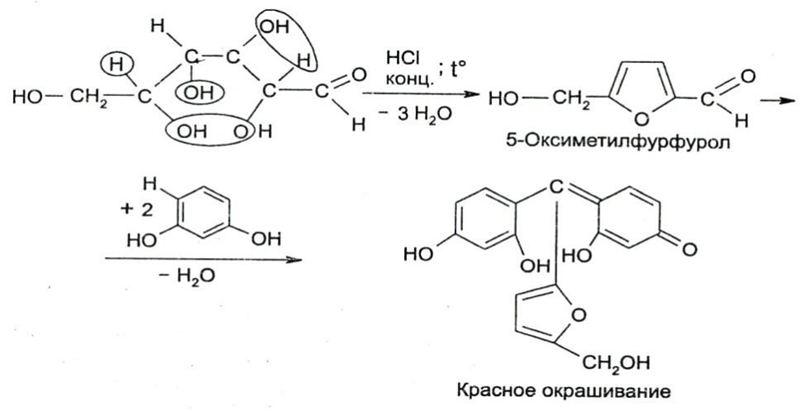 H OH
H C C HCl
конц. ; t°
H OH H O O
HO—CH₂ C C C → HO—CH₂ O C →
OH OH H – 3 H₂O H
5-Оксиметилфурфурол
H
+ 2
HO OH
– H₂O
C
HO OH HO O
O
CH₂OH
Красное окрашивание